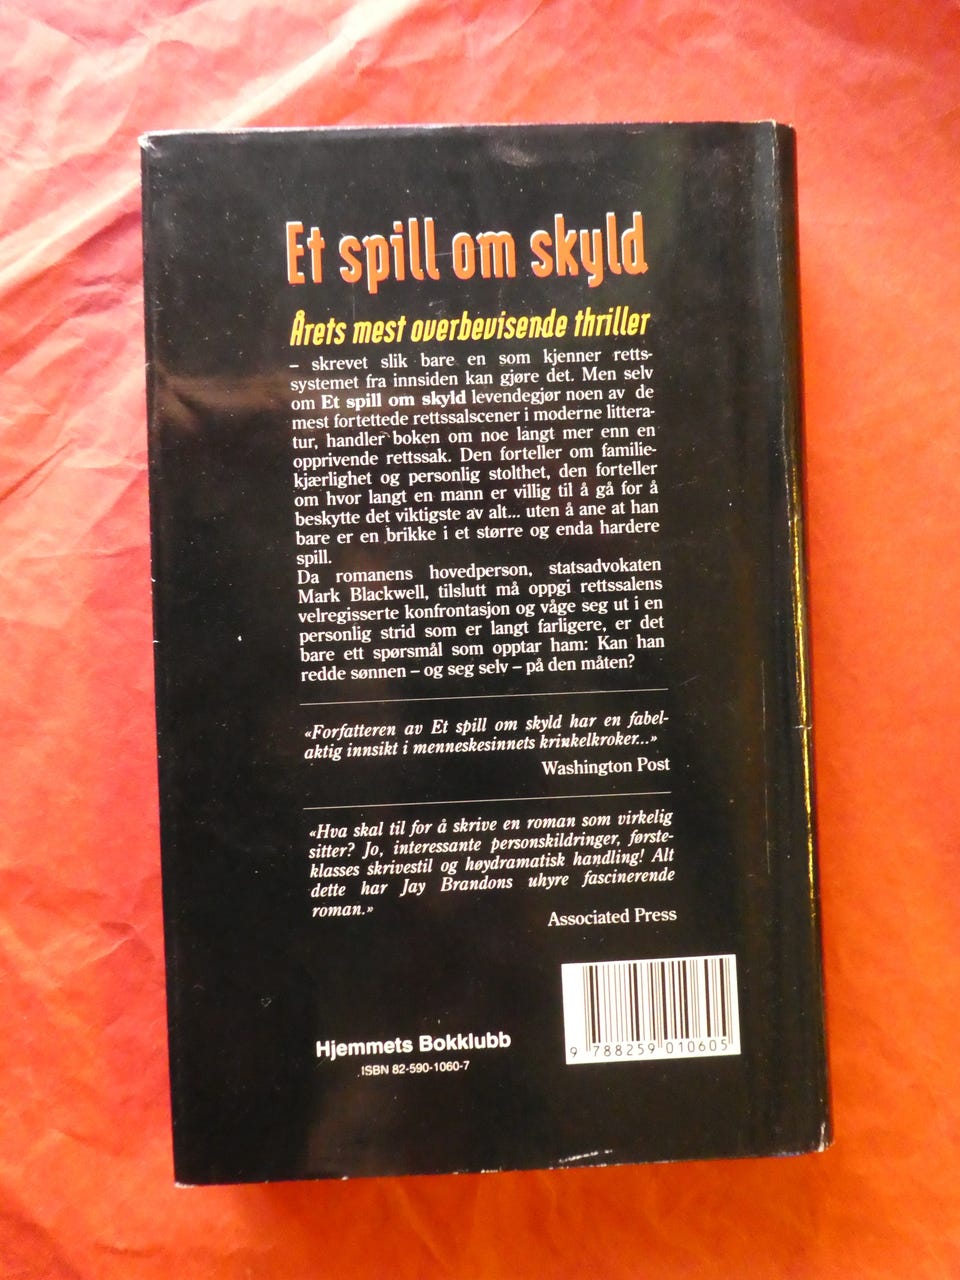 Et spill om skyld
Årets mest overbevisende thriller
– skrevet slik bare en som kjenner retts-
systemet fra innsiden kan gjøre det. Men selv
om Et spill om skyld levendegjør noen av de
mest fortettede rettssalscener i moderne littera-
tur, handler boken om noe langt mer enn en
opprivende rettssak. Den forteller om familie-
kjærlighet og personlig stolthet, den forteller
om hvor langt en mann er villig til å gå for å
beskytte det viktigste av alt... uten å ane at han
bare er en brikke i et større og enda hardere
spill.
Da romanens hovedperson, statsadvokaten
Mark Blackwell, tilslutt må oppgi rettssalens
velregisserte konfrontasjon og våge seg ut i en
personlig strid som er langt farligere, er det
bare ett spørsmål som opptar ham: Kan han
redde sønnen – og seg selv – på den måten?
«Forfatteren av Et spill om skyld har en fabel-
aktig innsikt i menneskesinnets krinkelkroker...»
Washington Post
«Hva skal til for å skrive en roman som virkelig
sitter? Jo, interessante personskildringer, første-
klasses skrivestil og høydramatisk handling! Alt
dette har Jay Brandons uhyre fascinerende
roman.»
Associated Press
Hjemmets Bokklubb
ISBN 82-590-1060-7
9 788259 010605